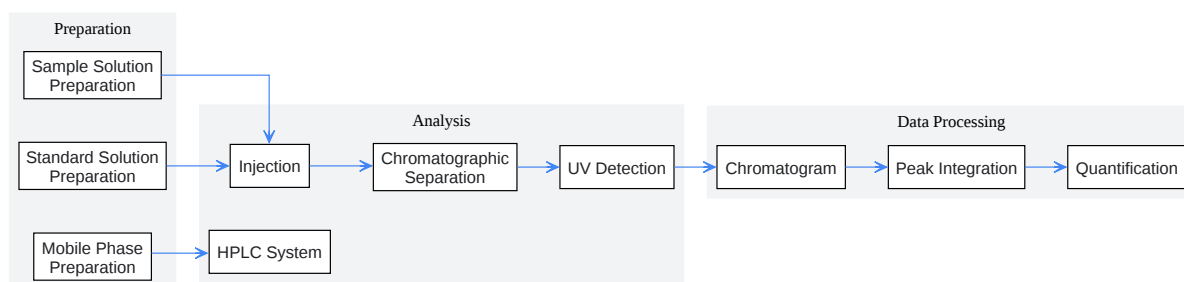 Preparation
Sample Solution
Preparation
Standard Solution
Preparation
Mobile Phase
Preparation
Analysis
Injection
Chromatographic
Separation
UV Detection
HPLC System
Data Processing
Chromatogram
Peak Integration
Quantification